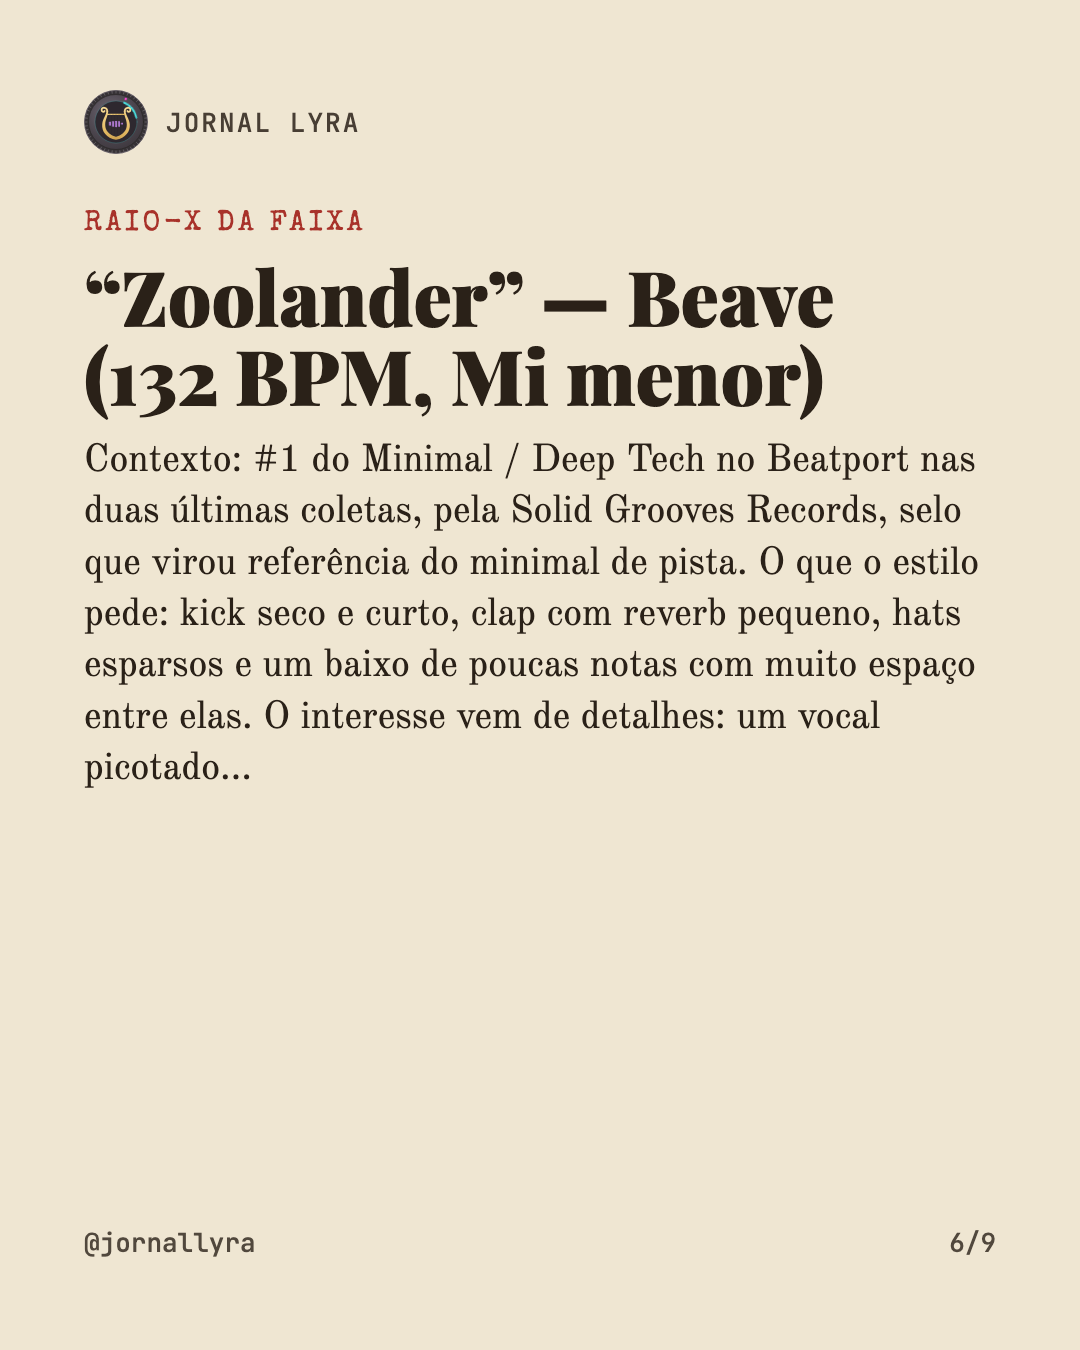 JORNAL LYRA
RAIO-X DA FAIXA
“Zoolander” — Beave
(132 BPM, Mi menor)
Contexto: #1 do Minimal / Deep Tech no Beatport nas
duas últimas coletas, pela Solid Grooves Records, selo
que virou referência do minimal de pista. O que o estilo
pede: kick seco e curto, clap com reverb pequeno, hats
esparsos e um baixo de poucas notas com muito espaço
entre elas. O interesse vem de detalhes: um vocal
picotado…
@jornallyra
6/9